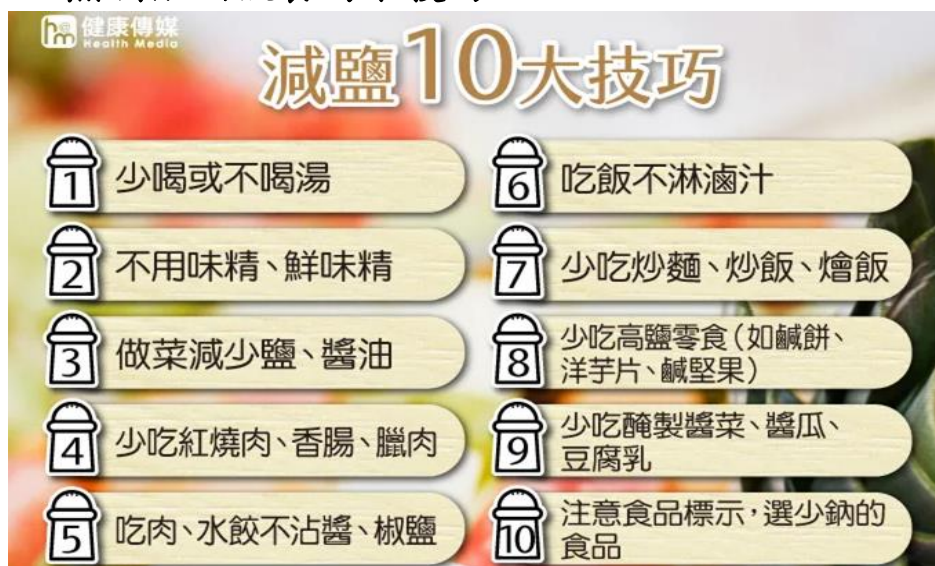 健康傳媒
Health Media
減鹽10大技巧
1 少喝或不喝湯
2 不用味精、鮮味精
3 做菜減少鹽、醬油
4 少吃紅燒肉、香腸、臘肉
5 吃肉、水餃不沾醬、椒鹽
6 吃飯不淋滷汁
7 少吃炒麵、炒飯、燴飯
8 少吃高鹽零食(如鹹餅、
洋芋片、鹹堅果)
9 少吃醃製醬菜、醬瓜、
豆腐乳
10 注意食品標示,選少鈉的
食品